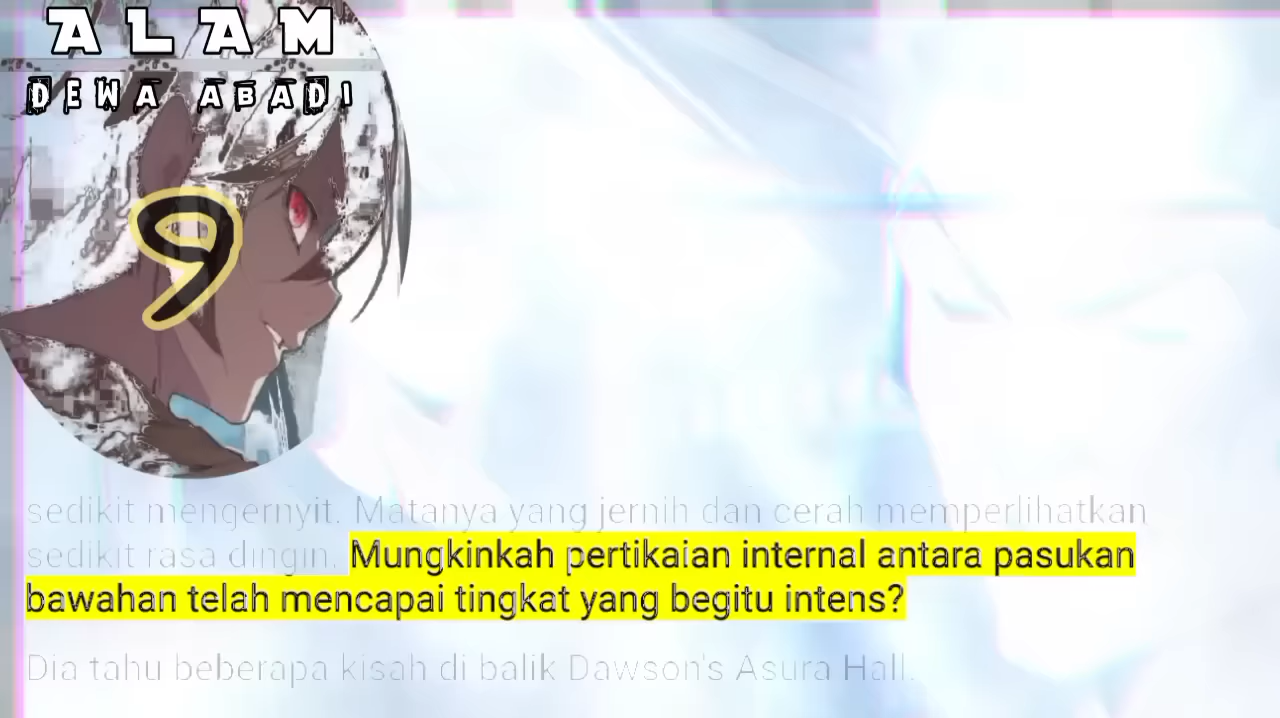 ALAM
DEWA ABADI
9
sedikit mengernyit. Matanya yang jernih dan cerah memperlihatkan
sedikit rasa dingin. Mungkinkah pertikaian internal antara pasukan
bawahan telah mencapai tingkat yang begitu intens?
Dia tahu beberapa kisah di balik Dawson's Asura Hall.